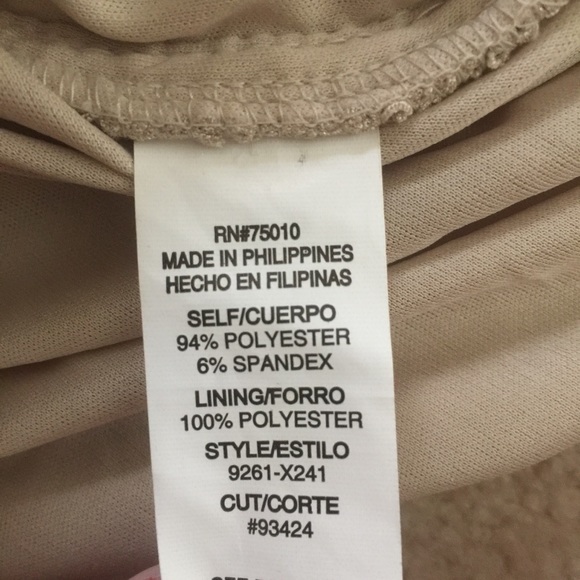 RN#75010
MADE IN PHILIPPINES
HECHO EN FILIPINAS
SELF/CUERPO
94% POLYESTER
6% SPANDEX
LINING/FORRO
100% POLYESTER
STYLE/ESTILO
9261-X241
CUT/CORTE
#93424